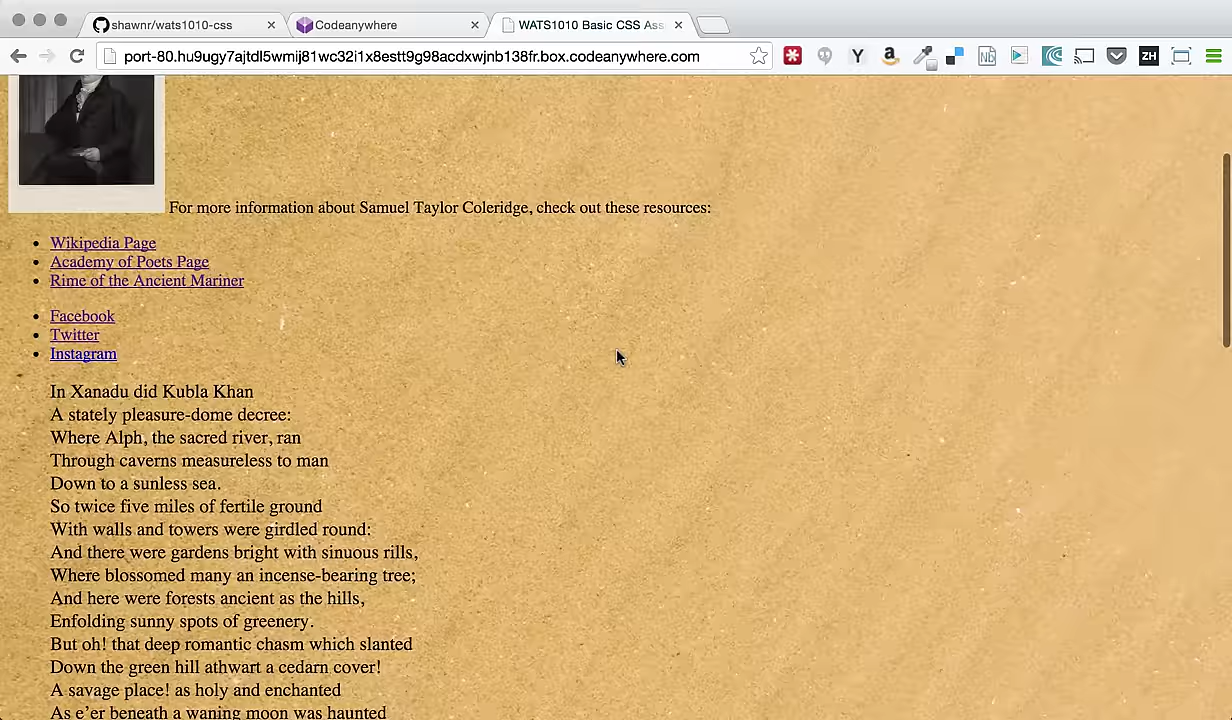 shawnr/wats1010-css
Codeanywhere
WATS1010 Basic CSS Ass
port-80.hu9ugy7ajtdl5wmij81wc32i1x8estt9g98acdxwjnb138fr.box.codeanywhere.com
For more information about Samuel Taylor Coleridge, check out these resources:
Wikipedia Page
Academy of Poets Page
Rime of the Ancient Mariner
Facebook
Twitter
Instagram
In Xanadu did Kubla Khan
A stately pleasure-dome decree:
Where Alph, the sacred river, ran
Through caverns measureless to man
Down to a sunless sea.
So twice five miles of fertile ground
With walls and towers were girdled round:
And there were gardens bright with sinuous rills,
Where blossomed many an incense-bearing tree;
And here were forests ancient as the hills,
Enfolding sunny spots of greenery.
But oh! that deep romantic chasm which slanted
Down the green hill athwart a cedarn cover!
A savage place! as holy and enchanted
As e’er beneath a waning moon was haunted